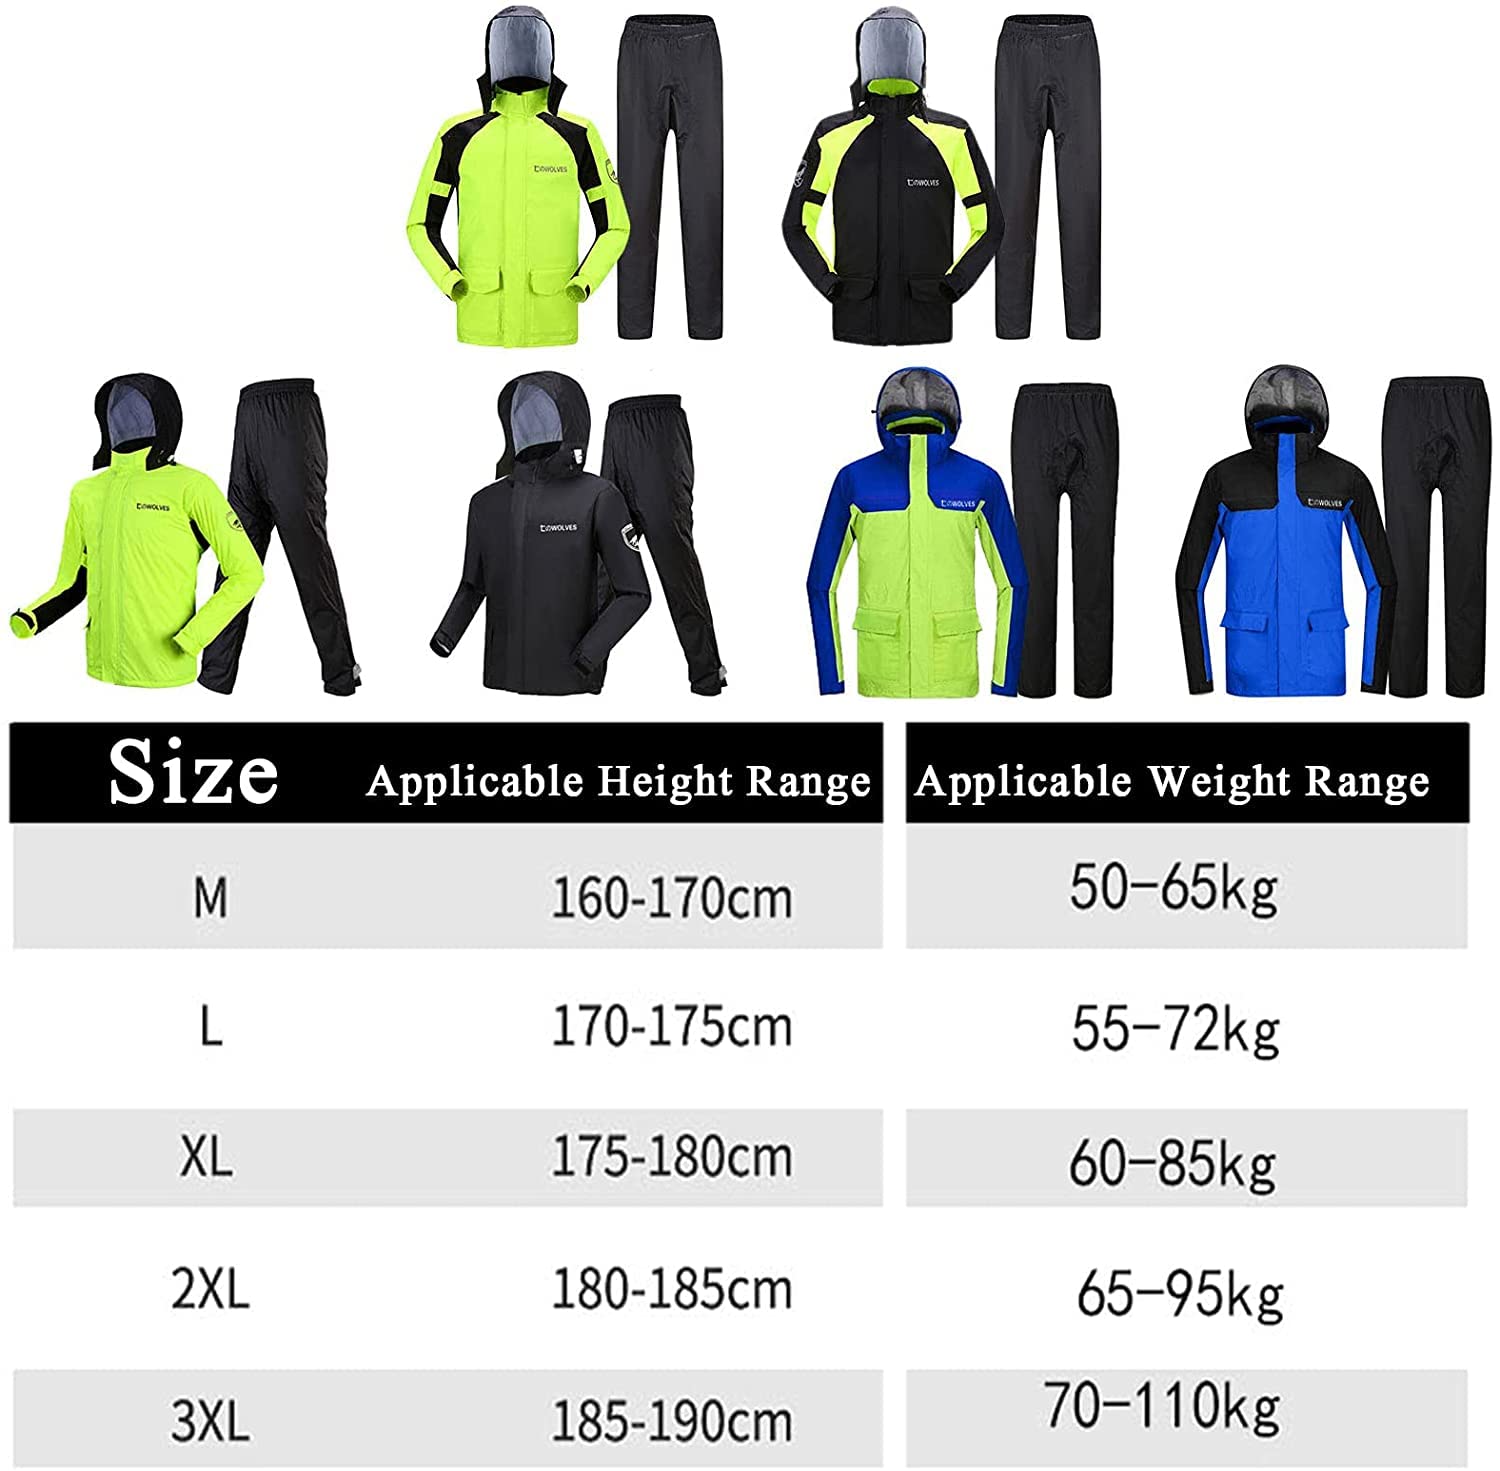 WOLVES
WOLVES
WOLVES
WOLVES
WOLVES
WOLVES
Size Applicable Height Range Applicable Weight Range
M 160-170cm 50-65kg
L 170-175cm 55-72kg
XL 175-180cm 60-85kg
2XL 180-185cm 65-95kg
3XL 185-190cm 70-110kg